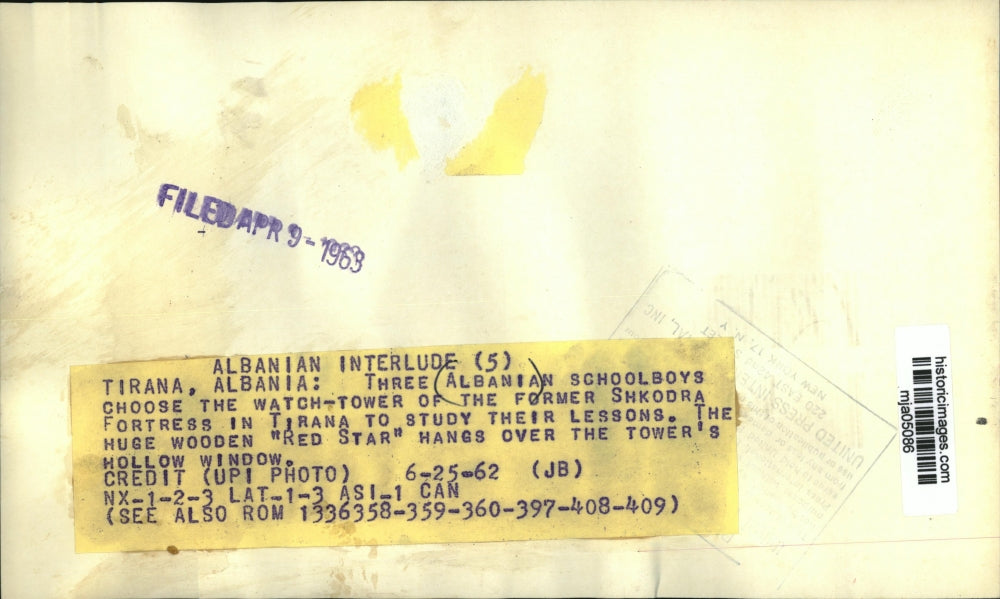 FILED APR 9 - 1963
ALBANIAN INTERLUDE (5)
TIRANA, ALBANIA: THREE (ALBANIAN) SCHOOLBOYS
CHOOSE THE WATCH-TOWER OF THE FORMER SHKODRA
FORTRESS IN TIRANA TO STUDY THEIR LESSONS. THE
HUGE WOODEN "RED STAR" HANGS OVER THE TOWER'S
HOLLOW WINDOW.
CREDIT (UPI PHOTO) 6-25-62 (JB)
NX-1-2-3 LAT-1-3 ASI-1 CAN
(SEE ALSO ROM 1336358-359-360-397-408-409)
historicimages.com
mja05086
UNITED PRESS INTE
220 EAST 42ND
NEW YORK 17, N. Y